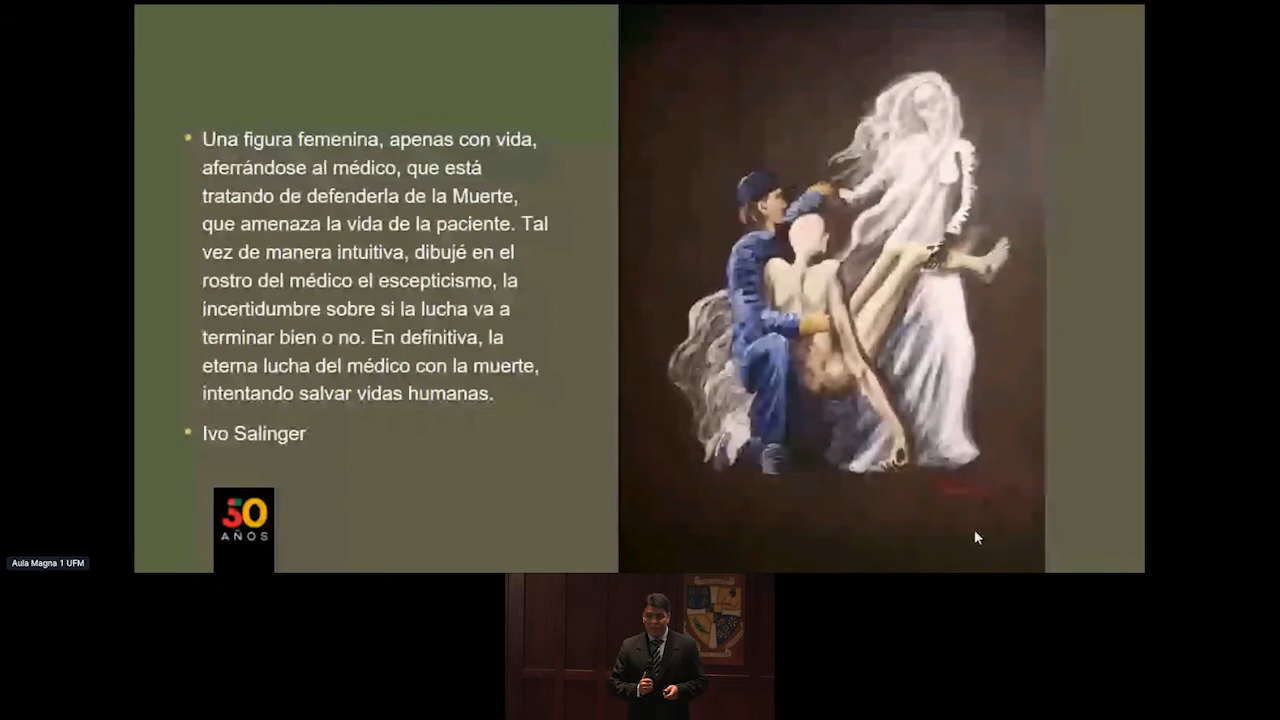 Una figura femenina, apenas con vida,
aferrándose al médico, que está
tratando de defenderla de la Muerte,
que amenaza la vida de la paciente. Tal
vez de manera intuitiva, dibujé en el
rostro del médico el escepticismo, la
incertidumbre sobre si la lucha va a
terminar bien o no. En definitiva, la
eterna lucha del médico con la muerte,
intentando salvar vidas humanas.
Ivo Salinger
50
AÑOS
Aula Magna 1 UFM